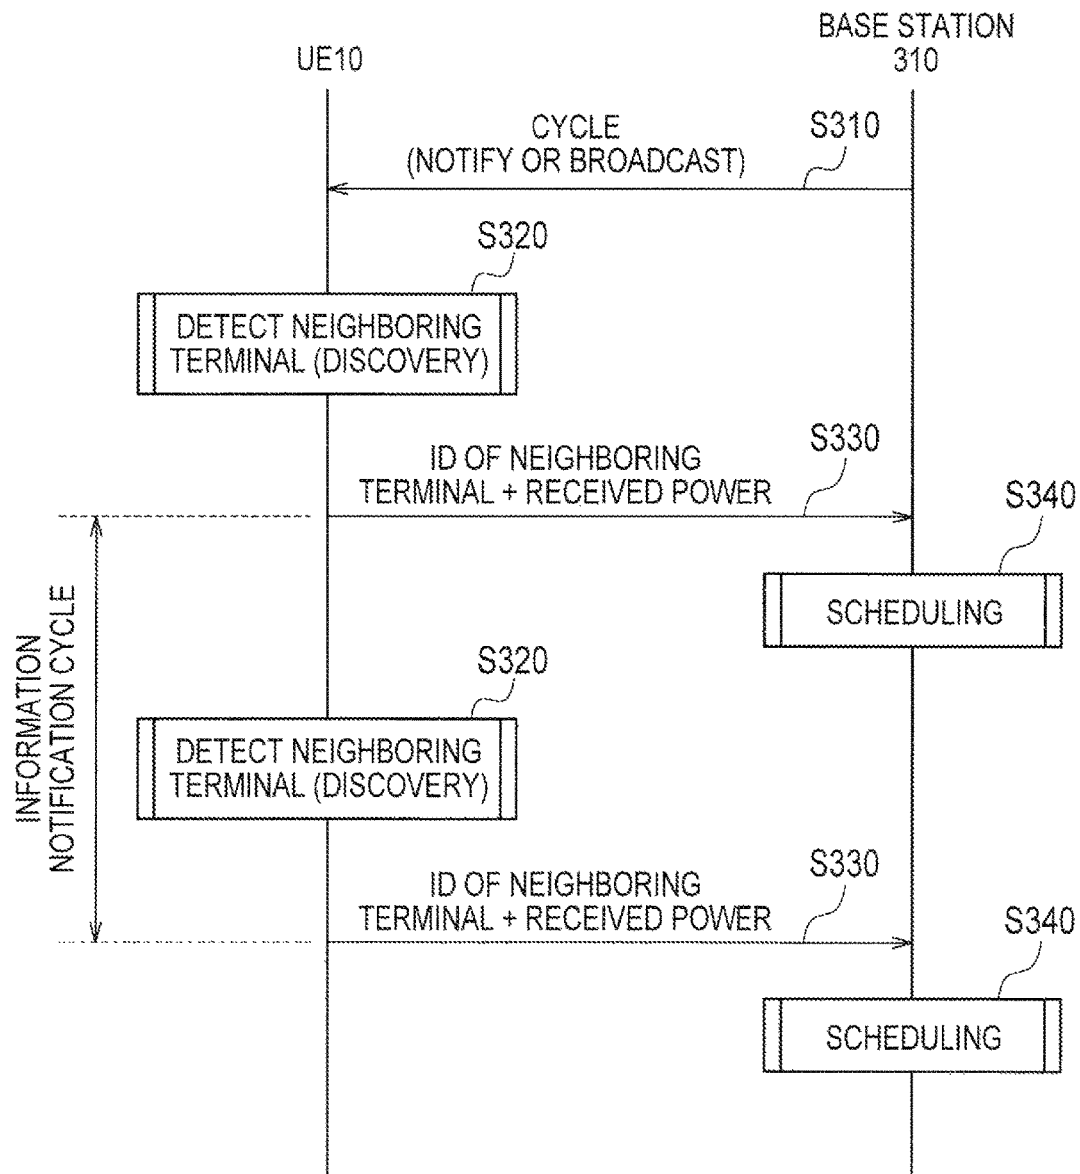 UE10
BASE STATION
310
CYCLE
(NOTIFY OR BROADCAST)
S310
S320
DETECT NEIGHBORING
TERMINAL (DISCOVERY)
ID OF NEIGHBORING
TERMINAL + RECEIVED POWER
S330
S340
SCHEDULING
INFORMATION
NOTIFICATION CYCLE
S320
DETECT NEIGHBORING
TERMINAL (DISCOVERY)
ID OF NEIGHBORING
TERMINAL + RECEIVED POWER
S330
S340
SCHEDULING